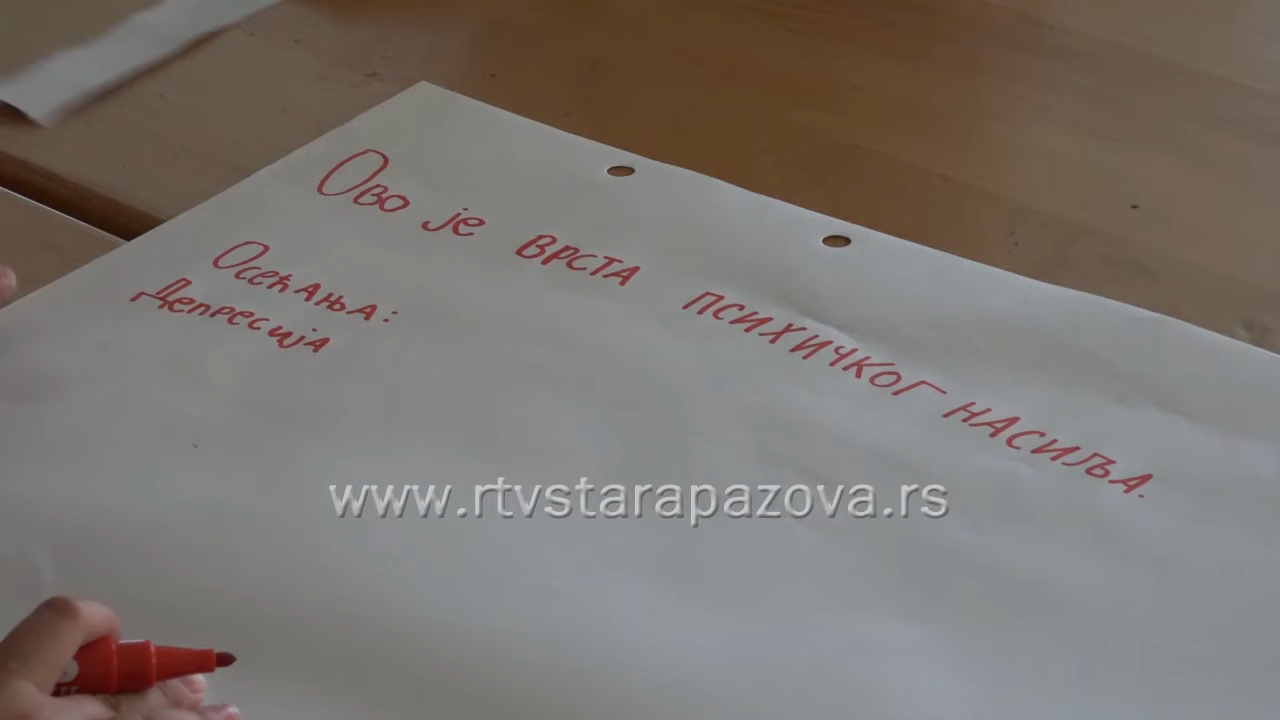 Ово је врста психичког насиља.
Осећања:
Депресија
www.rtvstarapazova.rs